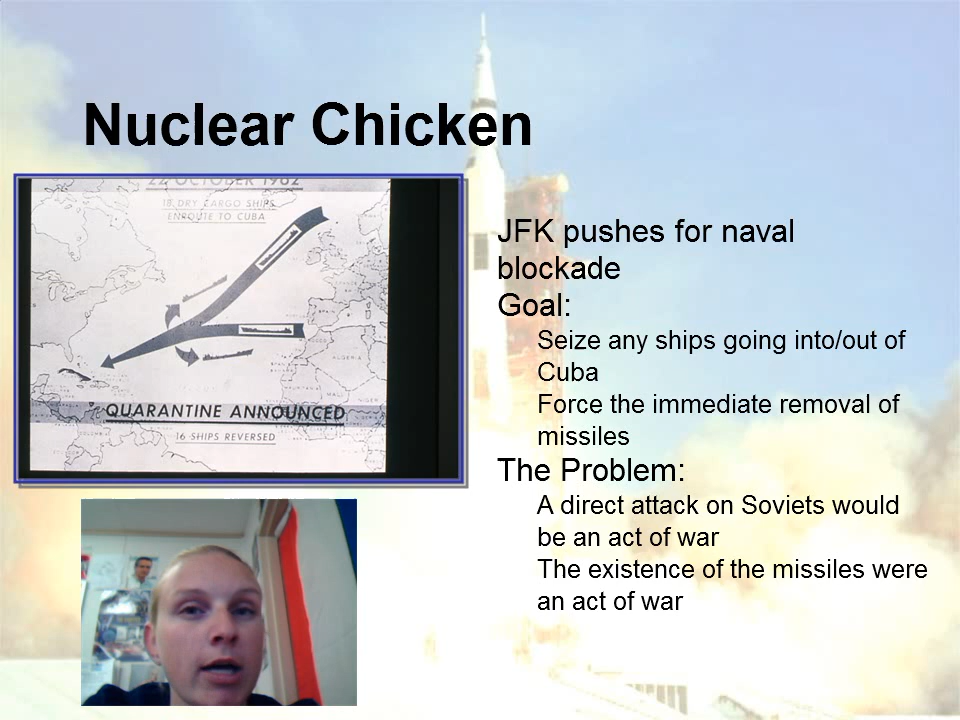 Nuclear Chicken
22 OCTOBER 1962
18 DRY CARGO SHIPS
ENROUTE TO CUBA
QUARANTINE ANNOUNCED
16 SHIPS REVERSED
JFK pushes for naval
blockade
Goal:
Seize any ships going into/out of
Cuba
Force the immediate removal of
missiles
The Problem:
A direct attack on Soviets would
be an act of war
The existence of the missiles were
an act of war